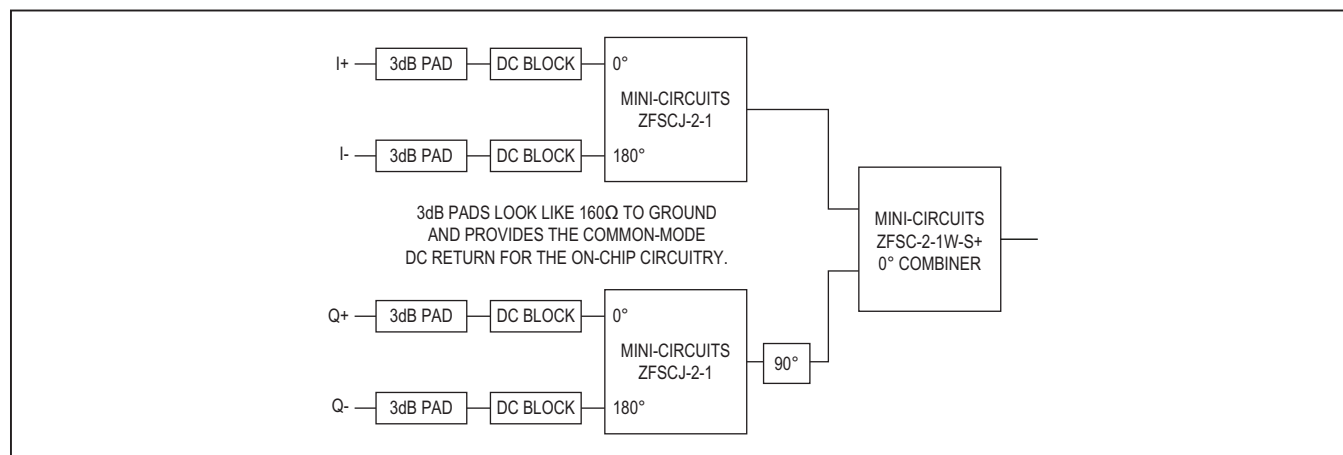 I+
3dB PAD
DC BLOCK
0°
MINI-CIRCUITS
ZFSCJ-2-1
I-
3dB PAD
DC BLOCK
180°
3dB PADS LOOK LIKE 160Ω TO GROUND
AND PROVIDES THE COMMON-MODE
DC RETURN FOR THE ON-CHIP CIRCUITRY.
MINI-CIRCUITS
ZFSC-2-1W-S+
0° COMBINER
Q+
3dB PAD
DC BLOCK
0°
MINI-CIRCUITS
ZFSCJ-2-1
90°
Q-
3dB PAD
DC BLOCK
180°